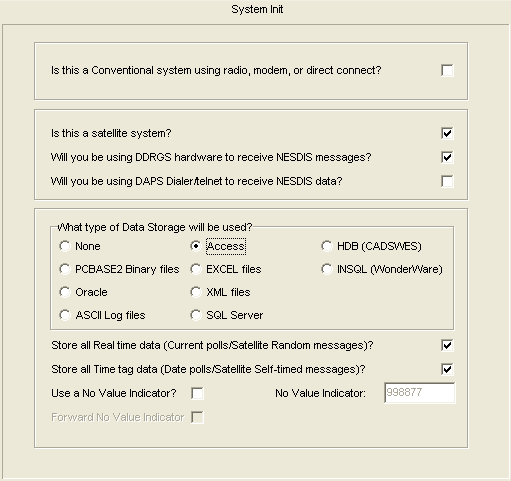 System Init
Is this a Conventional system using radio, modem, or direct connect?
Is this a satellite system?
Will you be using DDRGS hardware to receive NESDIS messages?
Will you be using DAPS Dialer/telnet to receive NESDIS data?
What type of Data Storage will be used?
None Access HDB (CADSWES)
PCBASE2 Binary files EXCEL files INSQL (WonderWare)
Oracle XML files
ASCII Log files SQL Server
Store all Real time data (Current polls/Satellite Random messages)?
Store all Time tag data (Date polls/Satellite Self-timed messages)?
Use a No Value Indicator? No Value Indicator: 998877
Forward No Value Indicator